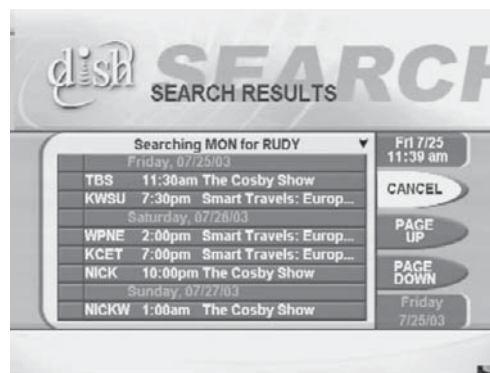 dish
SEARCH
SEARCH RESULTS
Searching MON for RUDY
Fri 7/25
11:39 am
Friday, 07/25/03
TBS 11:30am The Cosby Show
KWSU 7:30pm Smart Travels: Europ...
CANCEL
Saturday, 07/26/03
WPNE 2:00pm Smart Travels: Europ...
PAGE
UP
KCET 7:00pm Smart Travels: Europ...
NICK 10:00pm The Cosby Show
PAGE
DOWN
Sunday, 07/27/03
NICKW 1:00am The Cosby Show
Friday
7/25/03